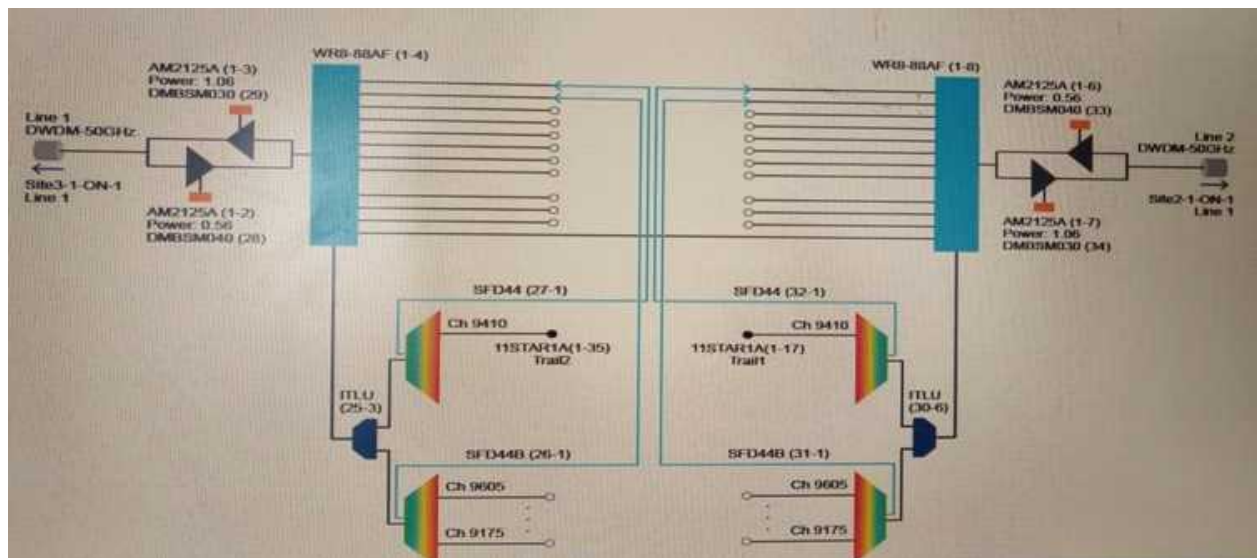 WR8-88AF (1-4)
AM2125A (1-3)
Power: 1.06
DMBSM030 (29)
Line 1
DWDM-50GHz
Site3-1-ON-1
Line 1
AM2125A (1-2)
Power: 0.56
DMBSM040 (28)
WR8-88AF (1-8)
AM2125A (1-6)
Power: 0.56
DMBSM040 (33)
Line 2
DWDM-50GHz
Site2-1-ON-1
Line 1
AM2125A (1-7)
Power: 1.06
DMBSM030 (34)
SFD44 (27-1)
Ch 9410
11STAR1A(1-35)
Trail2
ITLU
(25-3)
SFD44B (26-1)
Ch 9605
Ch 9175
SFD44 (32-1)
Ch 9410
11STAR1A(1-17)
Trail1
ITLU
(30-6)
SFD44B (31-1)
Ch 9605
Ch 9175